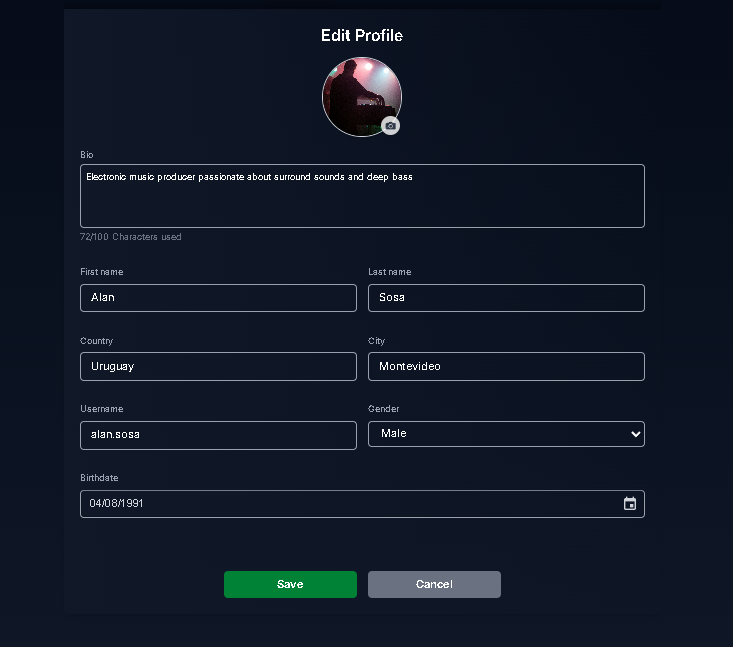 Edit Profile
Bio
Electronic music producer passionate about surround sounds and deep bass
72/100 Characters used
First name
Last name
Alan
Sosa
Country
City
Uruguay
Montevideo
Username
Gender
alan.sosa
Male
Birthdate
04/08/1991
Save
Cancel